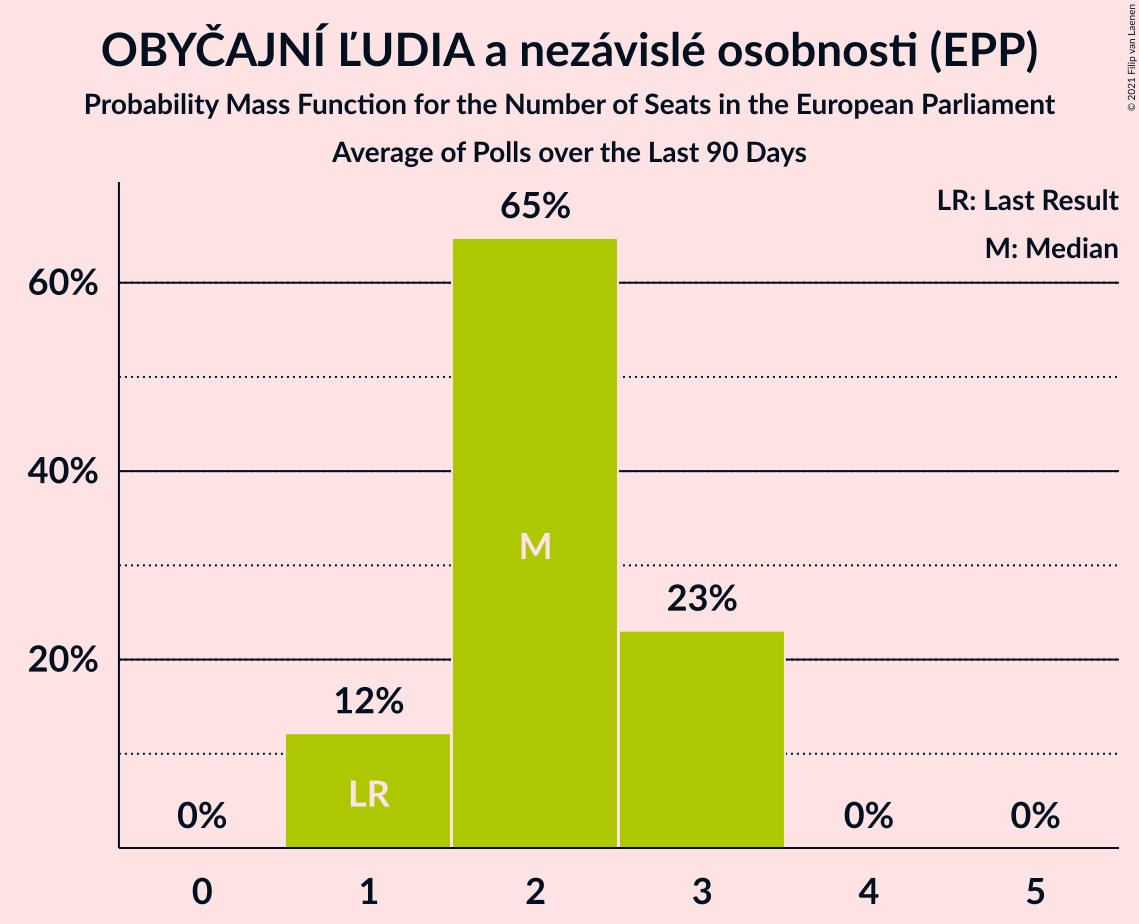 OBYČAJNÍ ĽUDIA a nezávislé osobnosti (EPP)
Probability Mass Function for the Number of Seats in the European Parliament
Average of Polls over the Last 90 Days
© 2021 Filip van Laenen
LR: Last Result
M: Median
65%
60%
40%
M
23%
20%
12%
LR
0%
0%
0%
0 1 2 3 4 5